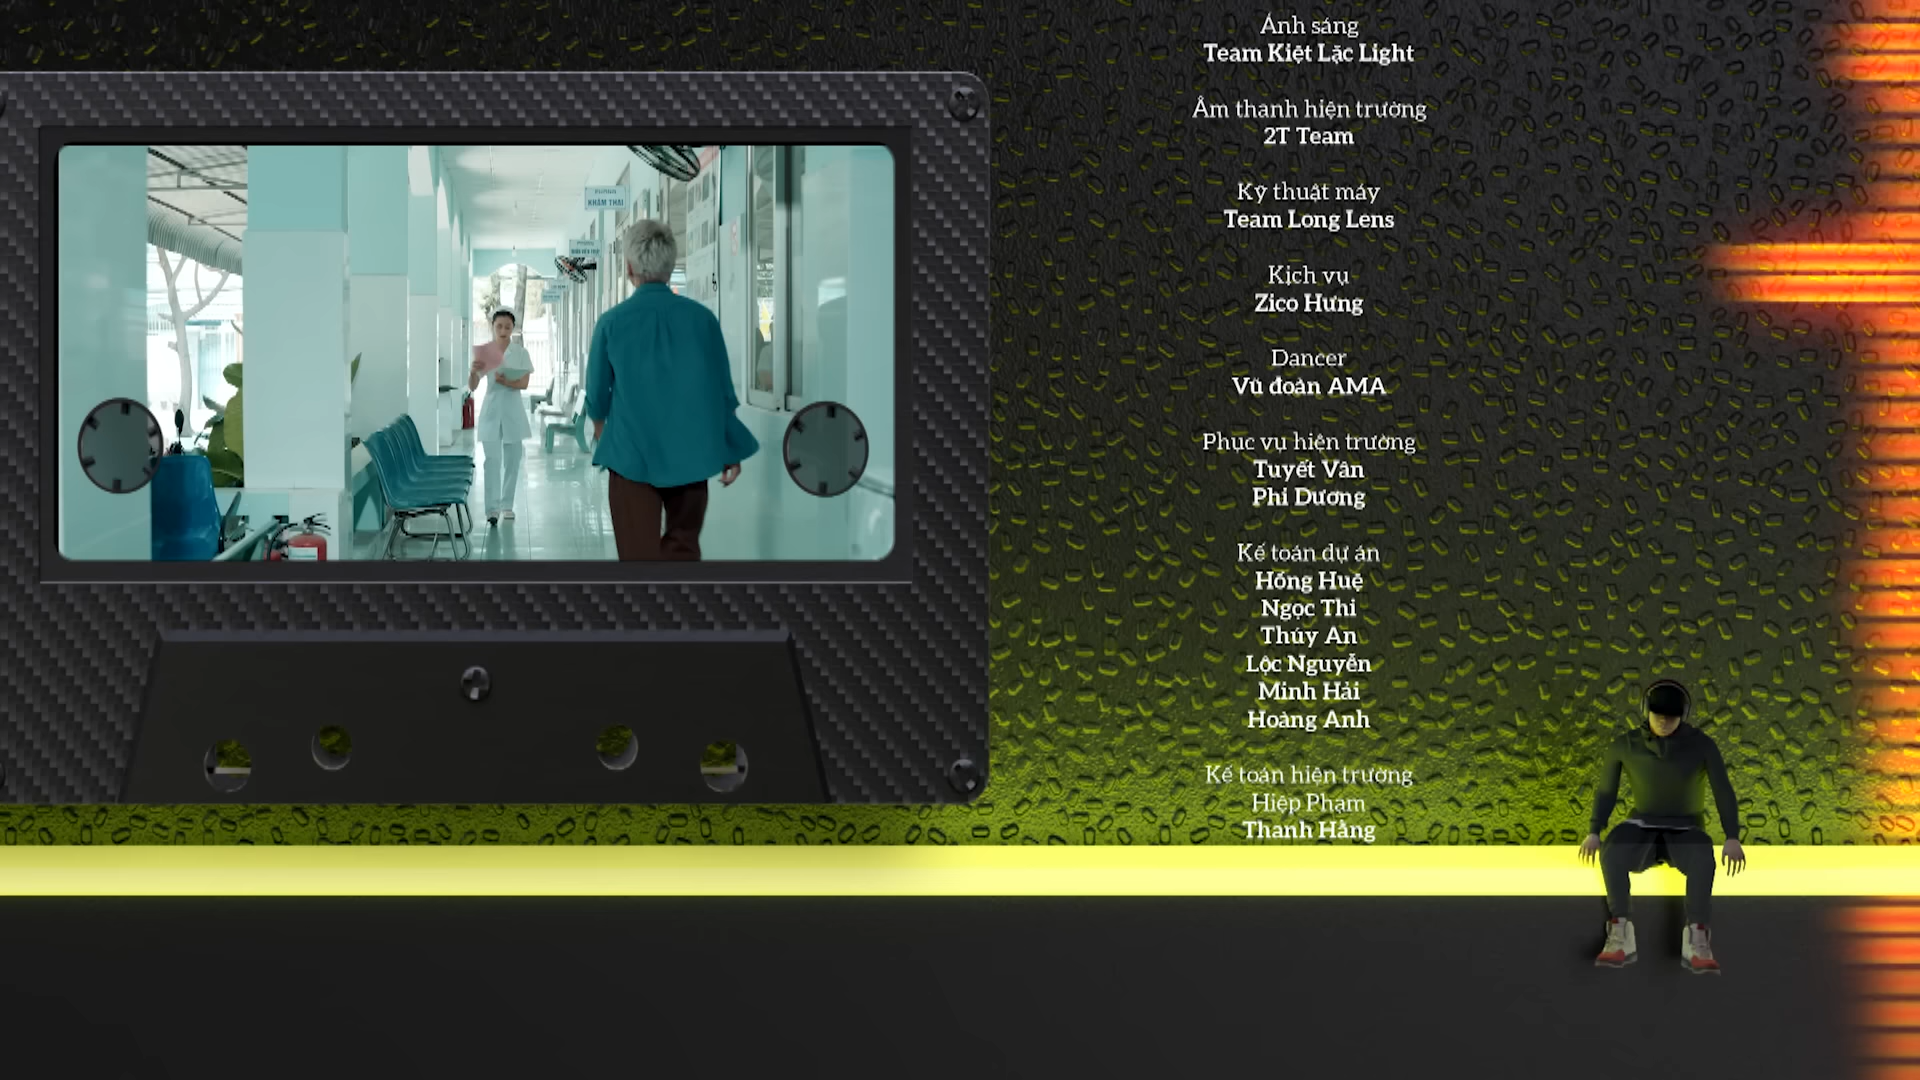 PHÒNG
KHÁM THAI
Ánh sáng
Team Kiệt Lặc Light
Âm thanh hiện trường
2T Team
Kỹ thuật máy
Team Long Lens
Kịch vụ
Zico Hưng
Dancer
Vũ đoàn AMA
Phục vụ hiện trường
Tuyết Vân
Phi Dương
Kế toán dự án
Hồng Huệ
Ngọc Thi
Thúy An
Lộc Nguyễn
Minh Hải
Hoàng Anh
Kế toán hiện trường
Hiệp Phạm
Thanh Hằng